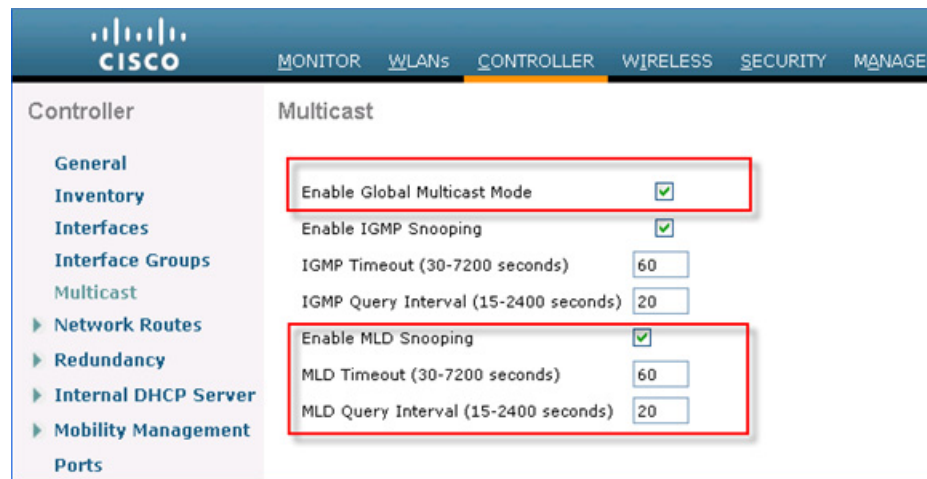 CISCO
MONITOR WLANs CONTROLLER WIRELESS SECURITY MANAGE
Controller
General
Inventory
Interfaces
Interface Groups
Multicast
Network Routes
Redundancy
Internal DHCP Server
Mobility Management
Ports
Multicast
Enable Global Multicast Mode
Enable IGMP Snooping
IGMP Timeout (30-7200 seconds) 60
IGMP Query Interval (15-2400 seconds) 20
Enable MLD Snooping
MLD Timeout (30-7200 seconds) 60
MLD Query Interval (15-2400 seconds) 20